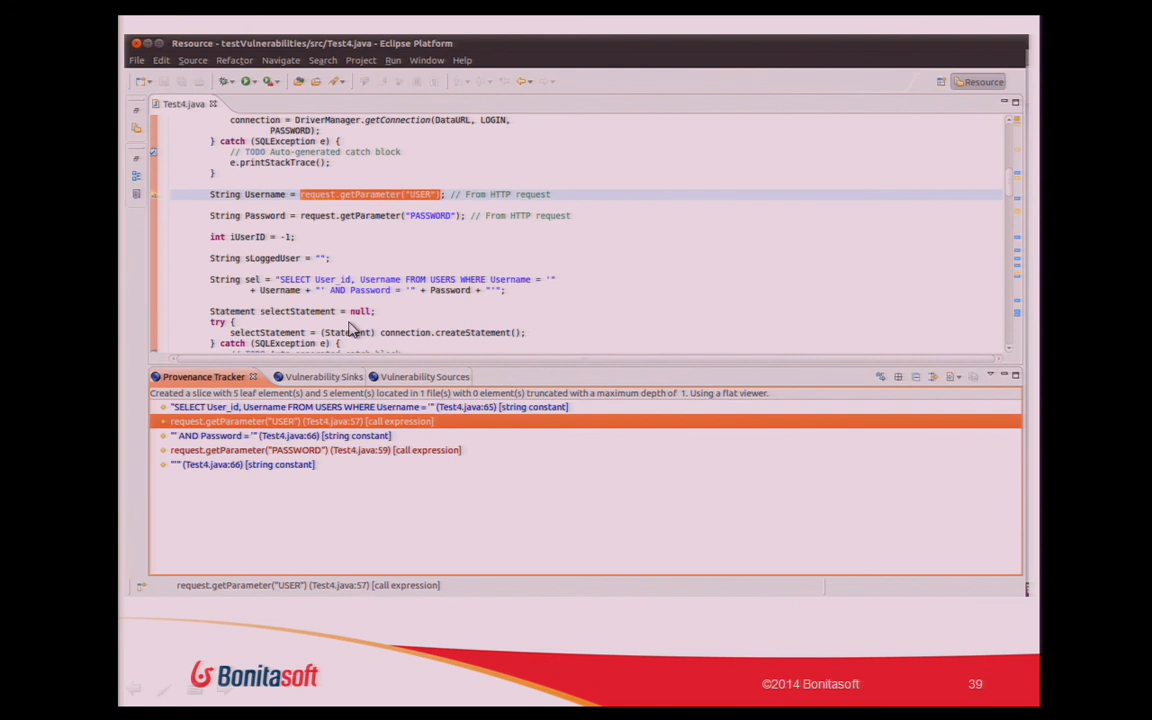 Resource - testVulnerabilities/src/Test4.java - Eclipse Platform
File Edit Source Refactor Navigate Search Project Run Window Help
Resource
Test4.java
connection = DriverManager.getConnection(DataURL, LOGIN,
PASSWORD);
} catch (SQLException e) {
// TODO Auto-generated catch block
e.printStackTrace();
}
String Username = request.getParameter("USER"); // From HTTP request
String Password = request.getParameter("PASSWORD"); // From HTTP request
int iUserID = -1;
String sLoggedUser = "";
String sel = "SELECT User_id, Username FROM USERS WHERE Username = '"
+ Username + "' AND Password = '" + Password + "'";
Statement selectStatement = null;
try {
selectStatement = (Statement) connection.createStatement();
} catch (SQLException e) {
// TODO Auto-generated catch block
Provenance Tracker Vulnerability Sinks Vulnerability Sources
Created a slice with 5 leaf element(s) and 5 element(s) located in 1 file(s) with 0 element(s) truncated with a maximum depth of 1. Using a flat viewer.
"SELECT User_id, Username FROM USERS WHERE Username = '" (Test4.java:65) [string constant]
request.getParameter("USER") (Test4.java:57) [call expression]
"' AND Password = '" (Test4.java:66) [string constant]
request.getParameter("PASSWORD") (Test4.java:59) [call expression]
"'" (Test4.java:66) [string constant]
request.getParameter("USER") (Test4.java:57) [call expression]
Bonitasoft
©2014 Bonitasoft
39